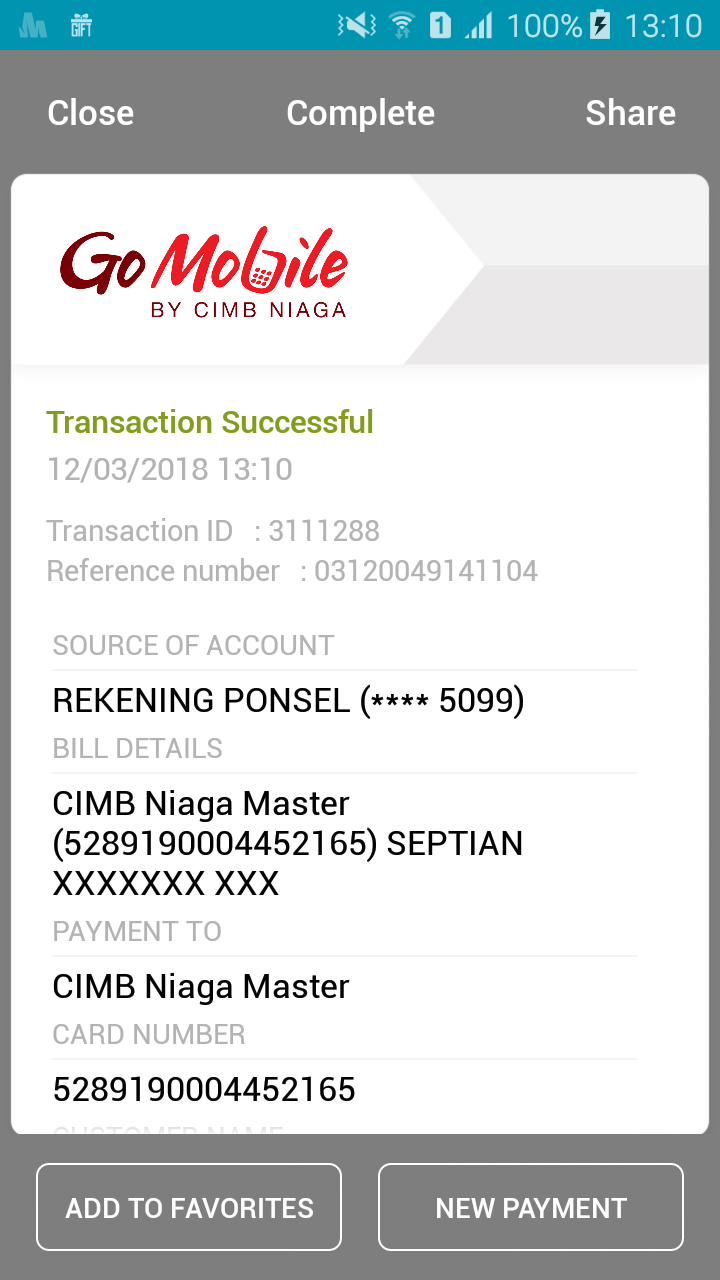 GIFT
1 100% 13:10
Close Complete Share
Go Mobile
BY CIMB NIAGA
Transaction Successful
12/03/2018 13:10
Transaction ID : 3111288
Reference number : 03120049141104
SOURCE OF ACCOUNT
REKENING PONSEL (**** 5099)
BILL DETAILS
CIMB Niaga Master
(5289190004452165) SEPTIAN
XXXXXXX XXX
PAYMENT TO
CIMB Niaga Master
CARD NUMBER
5289190004452165
CUSTOMER NAME
ADD TO FAVORITES NEW PAYMENT